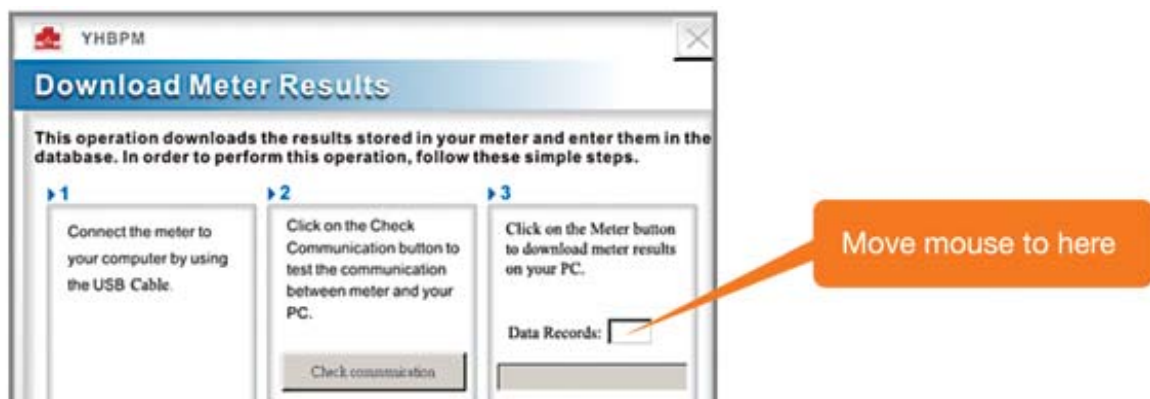 YHBPM
Download Meter Results
This operation downloads the results stored in your meter and enter them in the
database. In order to perform this operation, follow these simple steps.
1
Connect the meter to
your computer by using
the USB Cable.
2
Click on the Check
Communication button to
test the communication
between meter and your
PC.
Check communication
3
Click on the Meter button
to download meter results
on your PC.
Data Records:
Move mouse to here